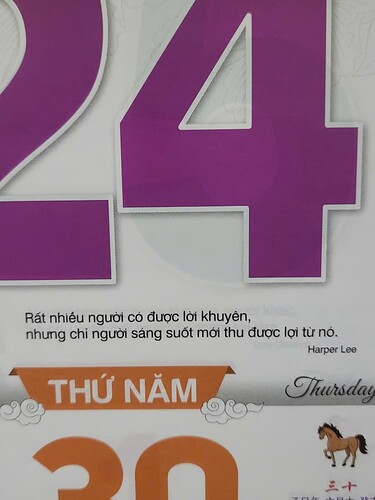 24
Rất nhiều người có được lời khuyên,
nhưng chỉ người sáng suốt mới thu được lợi từ nó.
Harper Lee
THỨ NĂM
Thursday
30
三十